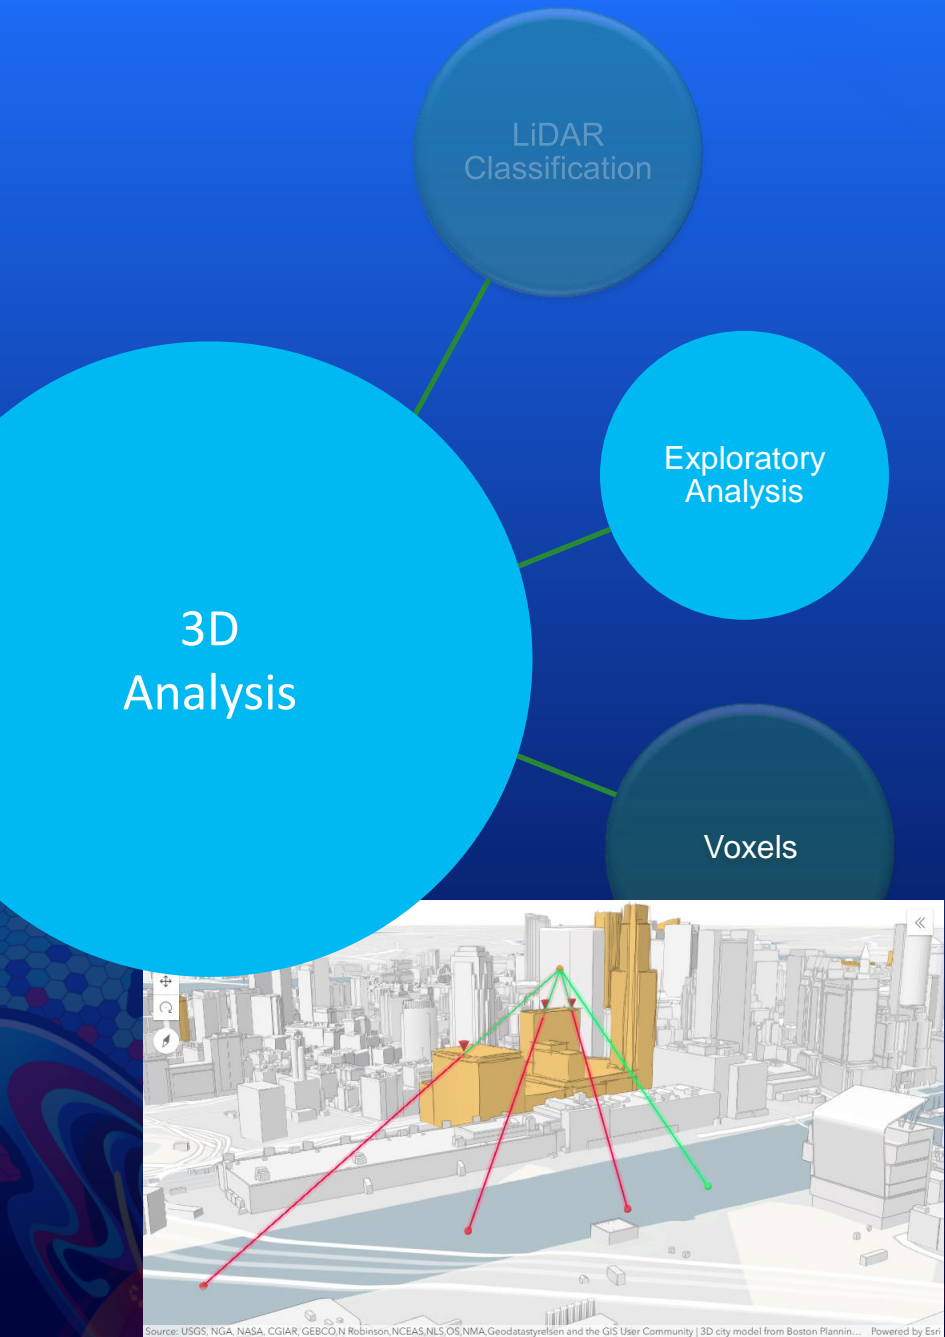 LiDAR
Classification
Exploratory
Analysis
3D
Analysis
Voxels
Source: USGS, NGA, NASA, CGIAR, GEBCO,N Robinson,NCEAS,NLS,OS,NMA,Geodatastyrelsen and the GIS User Community | 3D city model from Boston Plannin... Powered by Esri